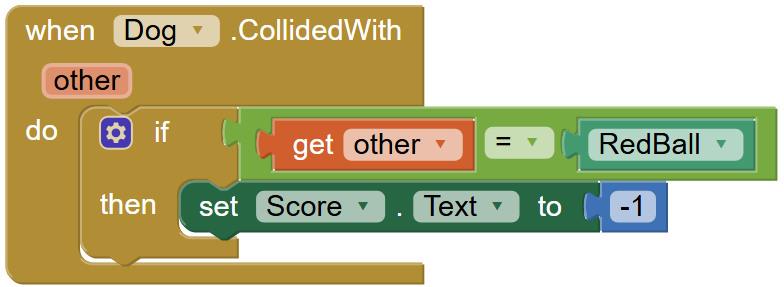 when Dog .CollidedWith
other
do if get other = RedBall
then set Score . Text to -1